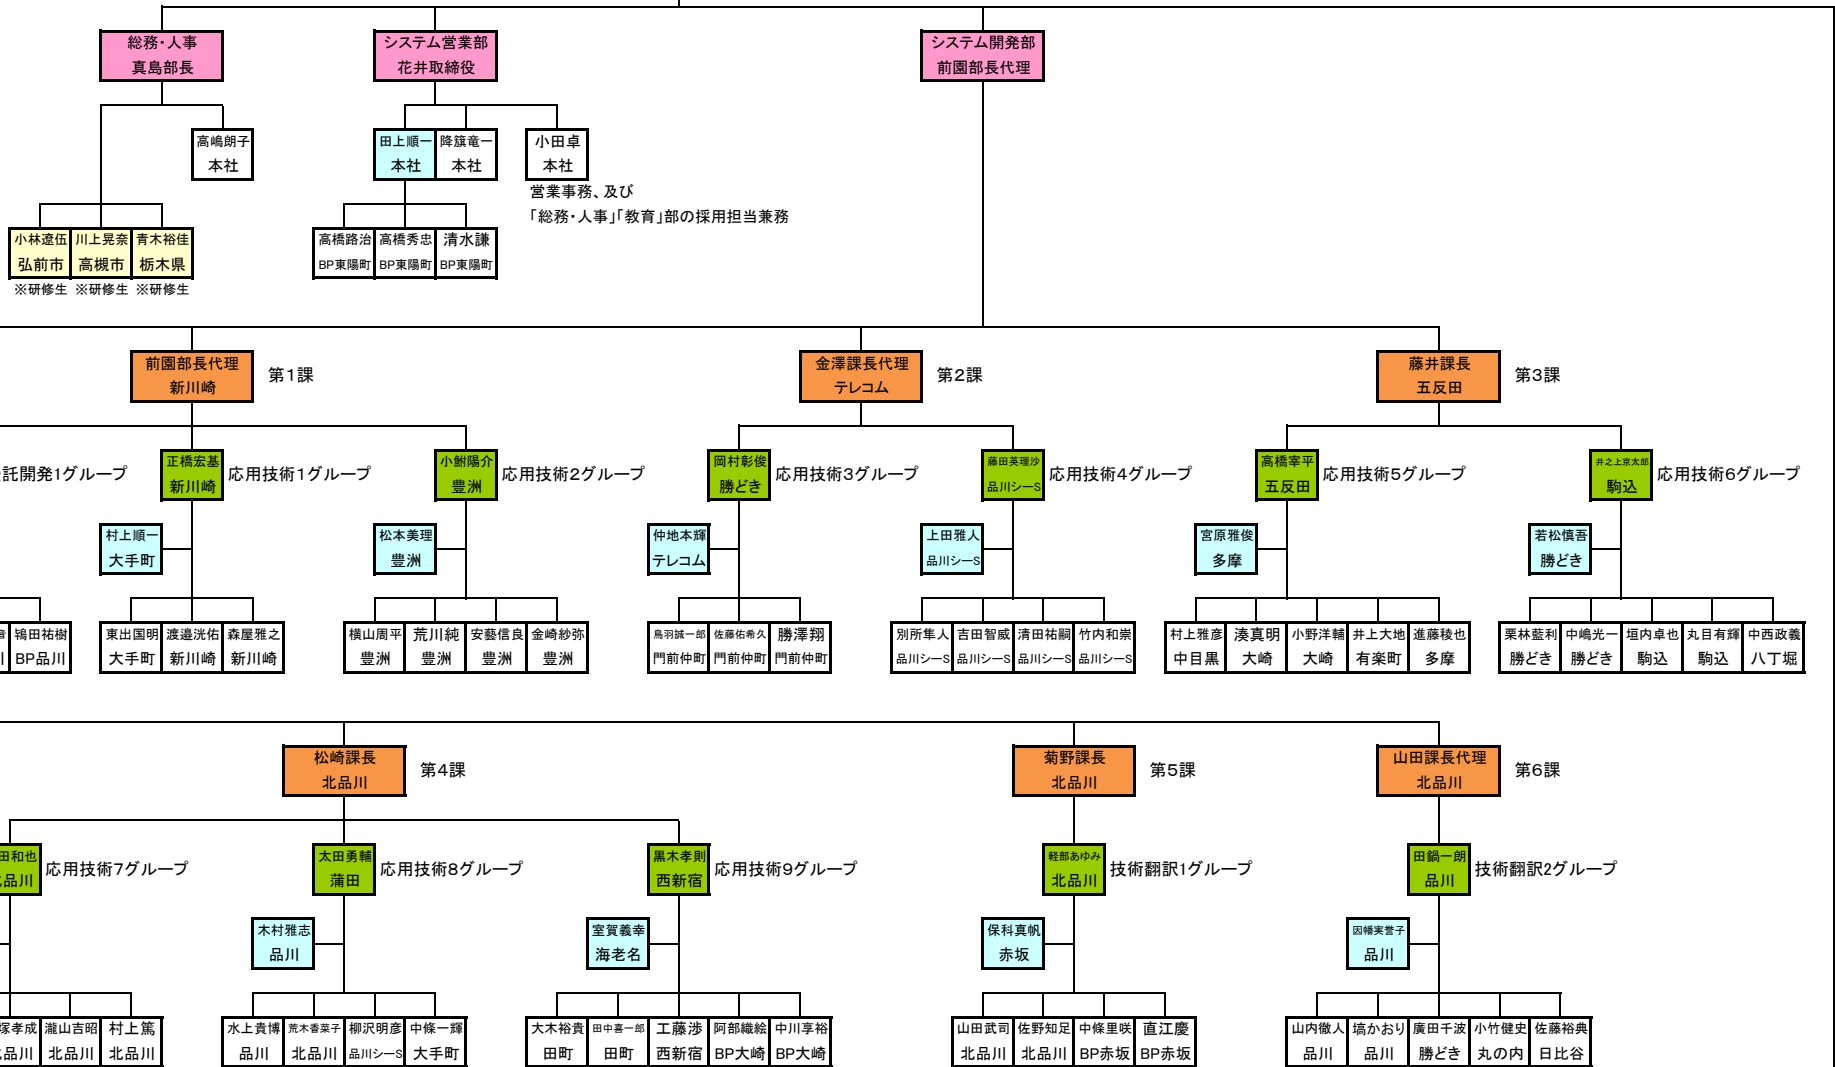 総務・人事
真島部長
システム営業部
花井取締役
システム開発部
前園部長代理
高嶋朗子
本社
田上順一
本社
降籏竜一
本社
小田卓
本社
営業事務、及び
「総務・人事」「教育」部の採用担当兼務
小林遼伍
弘前市
※研修生
川上晃奈
高槻市
※研修生
青木裕佳
栃木県
※研修生
高橋路治
BP東陽町
高橋秀忠
BP東陽町
清水謙
BP東陽町
前園部長代理
新川崎
第1課
金澤課長代理
テレコム
第2課
藤井課長
五反田
第3課
託開発1グループ
正橋宏基
新川崎
応用技術1グループ
小鮒陽介
豊洲
応用技術2グループ
岡村彰俊
勝どき
応用技術3グループ
藤田英理沙
品川シーS
応用技術4グループ
高橋宰平
五反田
応用技術5グループ
井之上京太郎
駒込
応用技術6グループ
村上順一
大手町
松本美理
豊洲
仲地本輝
テレコム
上田雅人
品川シーS
宮原雅俊
多摩
若松慎吾
勝どき
鴇田祐樹
BP品川
東出国明
大手町
渡邉洸佑
新川崎
森屋雅之
新川崎
横山周平
豊洲
荒川純
豊洲
安藝信良
豊洲
金崎紗弥
豊洲
鳥羽誠一郎
門前仲町
佐藤佑希久
門前仲町
勝澤翔
門前仲町
別所隼人
品川シーS
吉田智威
品川シーS
清田祐嗣
品川シーS
竹内和崇
品川シーS
村上雅彦
中目黒
湊真明
大崎
小野洋輔
大崎
井上大地
有楽町
進藤稜也
多摩
栗林藍利
勝どき
中嶋光一
勝どき
垣内卓也
駒込
丸目有輝
駒込
中西政義
八丁堀
松崎課長
北品川
第4課
菊野課長
北品川
第5課
山田課長代理
北品川
第6課
田和也
品川
応用技術7グループ
太田勇輔
蒲田
応用技術8グループ
黒木孝則
西新宿
応用技術9グループ
軽部あゆみ
北品川
技術翻訳1グループ
田鍋一朗
品川
技術翻訳2グループ
木村雅志
品川
室賀義幸
海老名
保科真帆
赤坂
因幡実誉子
品川
塚孝成
品川
瀧山吉昭
北品川
村上篤
北品川
水上貴博
品川
荒木香菜子
北品川
柳沢明彦
品川シーS
中條一輝
大手町
大木裕貴
田町
田中喜一郎
田町
工藤渉
西新宿
阿部織絵
BP大崎
中川享裕
BP大崎
山田武司
北品川
佐野知足
北品川
中條里咲
BP赤坂
直江慶
BP赤坂
山内徹人
品川
塙かおり
品川
廣田千波
勝どき
小竹健史
丸の内
佐藤裕典
日比谷